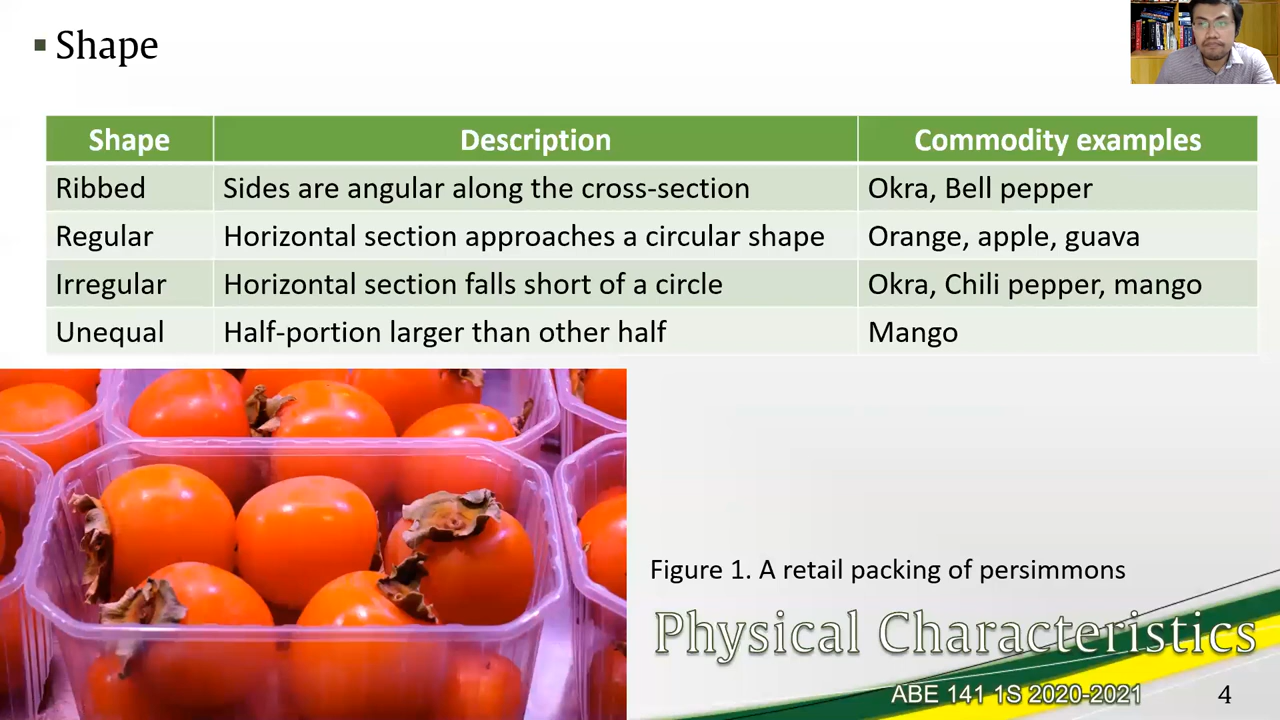 Shape
Shape Description Commodity examples
Ribbed Sides are angular along the cross-section Okra, Bell pepper
Regular Horizontal section approaches a circular shape Orange, apple, guava
Irregular Horizontal section falls short of a circle Okra, Chili pepper, mango
Unequal Half-portion larger than other half Mango
Figure 1. A retail packing of persimmons
Physical Characteristics
ABE 141 1S 2020-2021 4